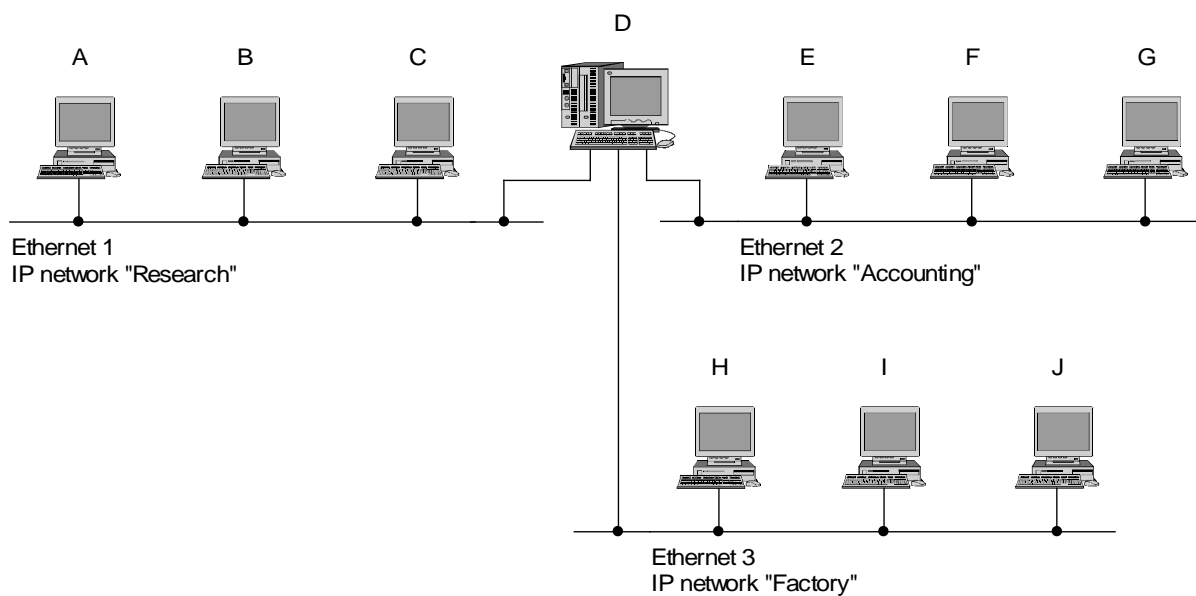 D
A B C E F G
Ethernet 1
IP network "Research"
Ethernet 2
IP network "Accounting"
H I J
Ethernet 3
IP network "Factory"